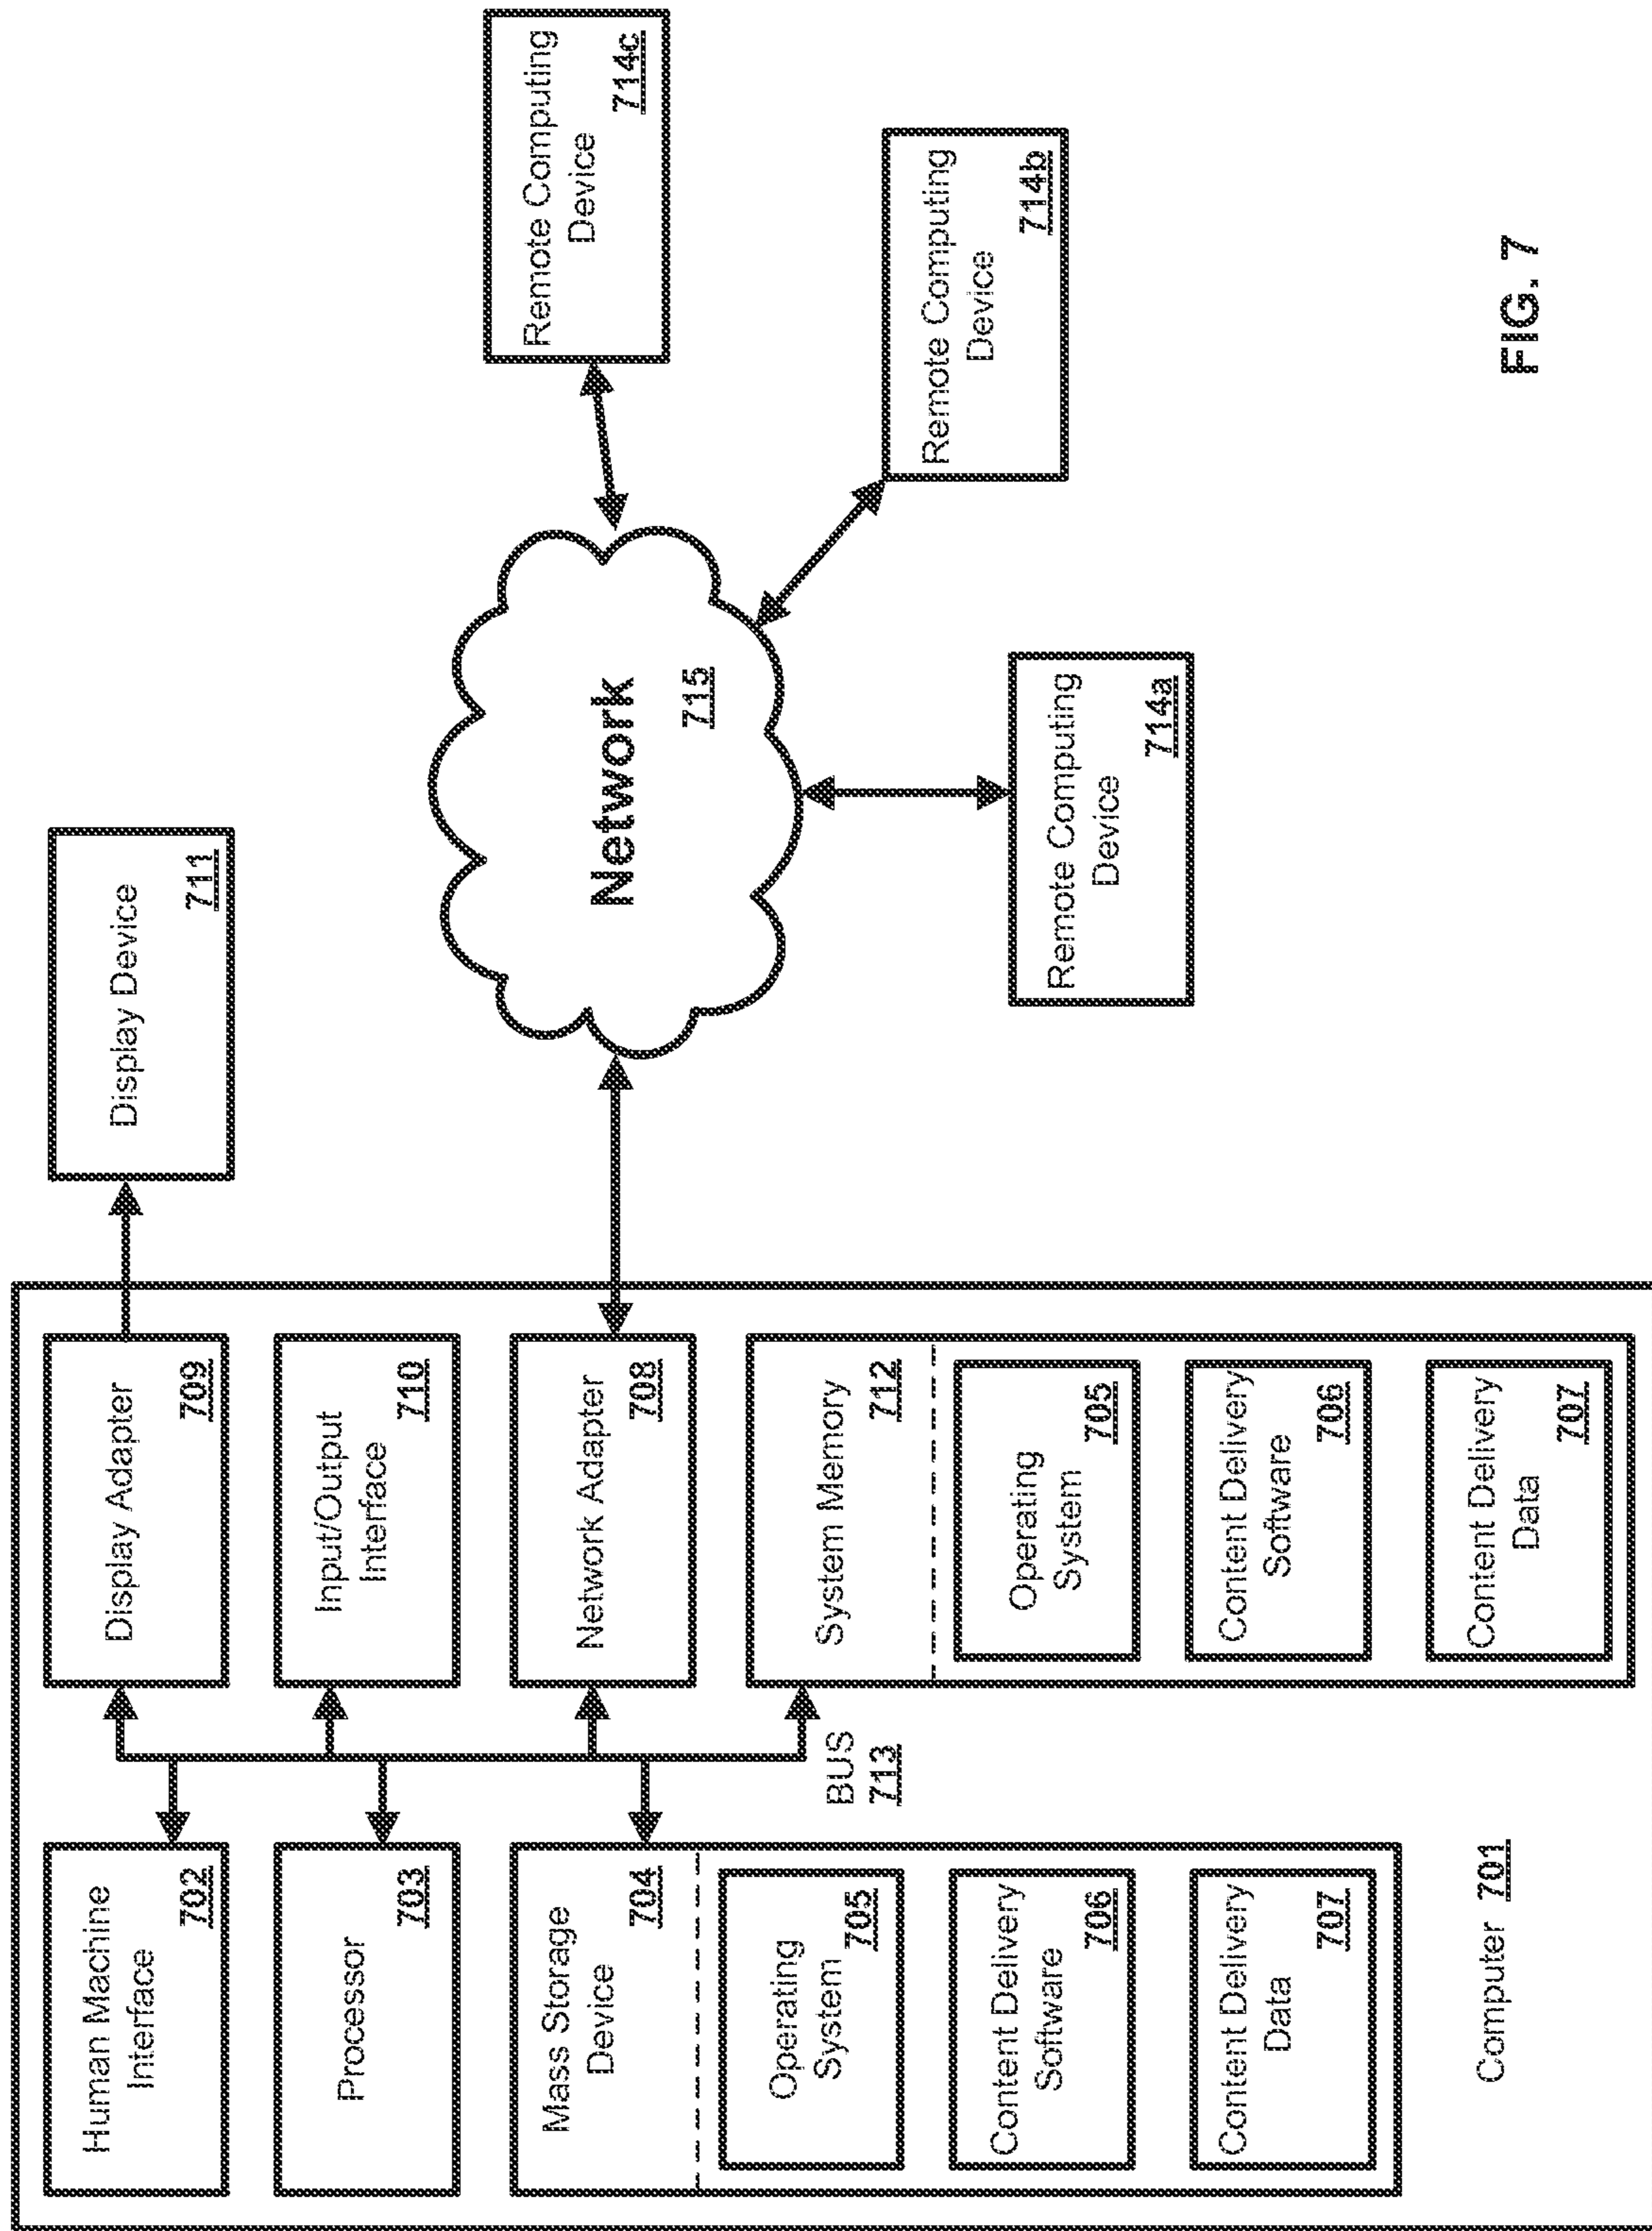 Human Machine
Interface
702
Processor
703
Mass Storage
Device
704
Operating
System
705
Content Delivery
Software
706
Content Delivery
Data
707
Computer 701
BUS
713
Display Adapter
709
Input/Output
Interface
710
Network Adapter
708
System Memory
712
Operating
System
705
Content Delivery
Software
706
Content Delivery
Data
707
Display Device
711
Network
715
Remote Computing
Device
714a
Remote Computing
Device
714b
Remote Computing
Device
714c
FIG. 7